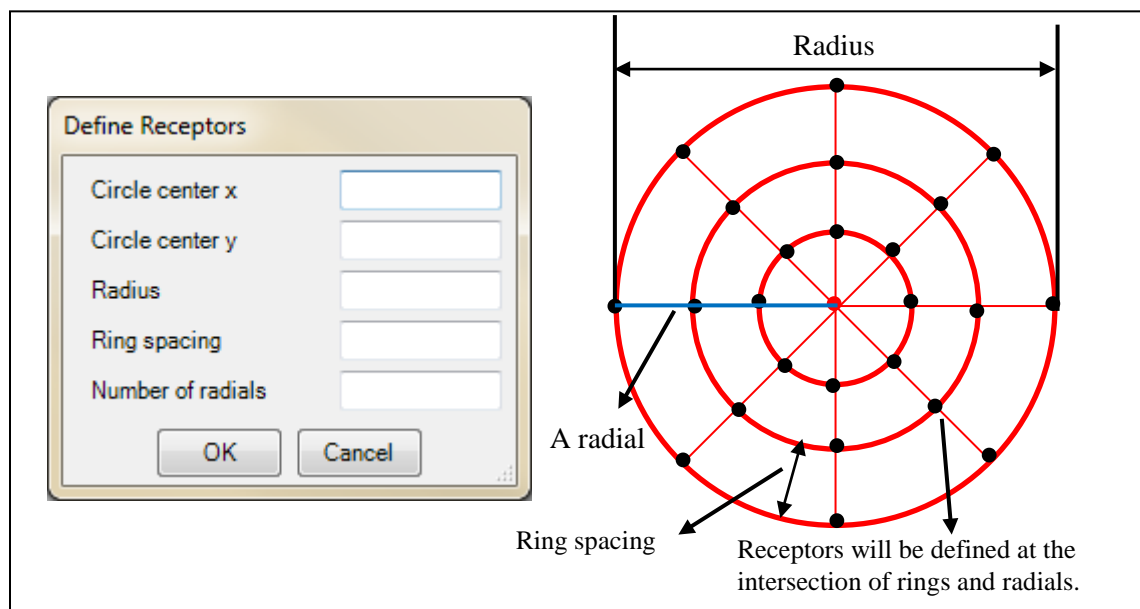 Define Receptors
Circle center x
Circle center y
Radius
Ring spacing
Number of radials
OK
Cancel
Radius
A radial
Ring spacing
Receptors will be defined at the
intersection of rings and radials.